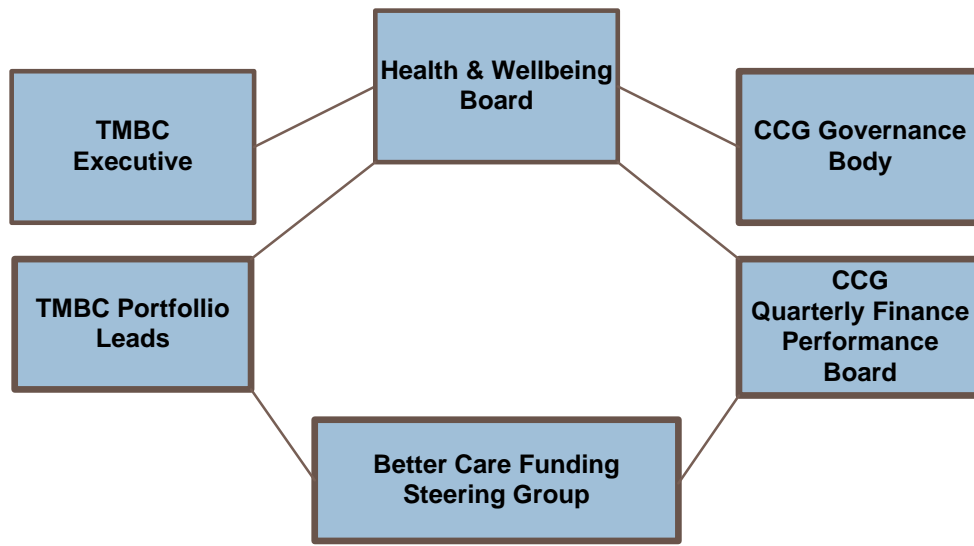 Health & Wellbeing
Board
TMBC
Executive
CCG Governance
Body
TMBC Portfollio
Leads
CCG
Quarterly Finance
Performance
Board
Better Care Funding
Steering Group